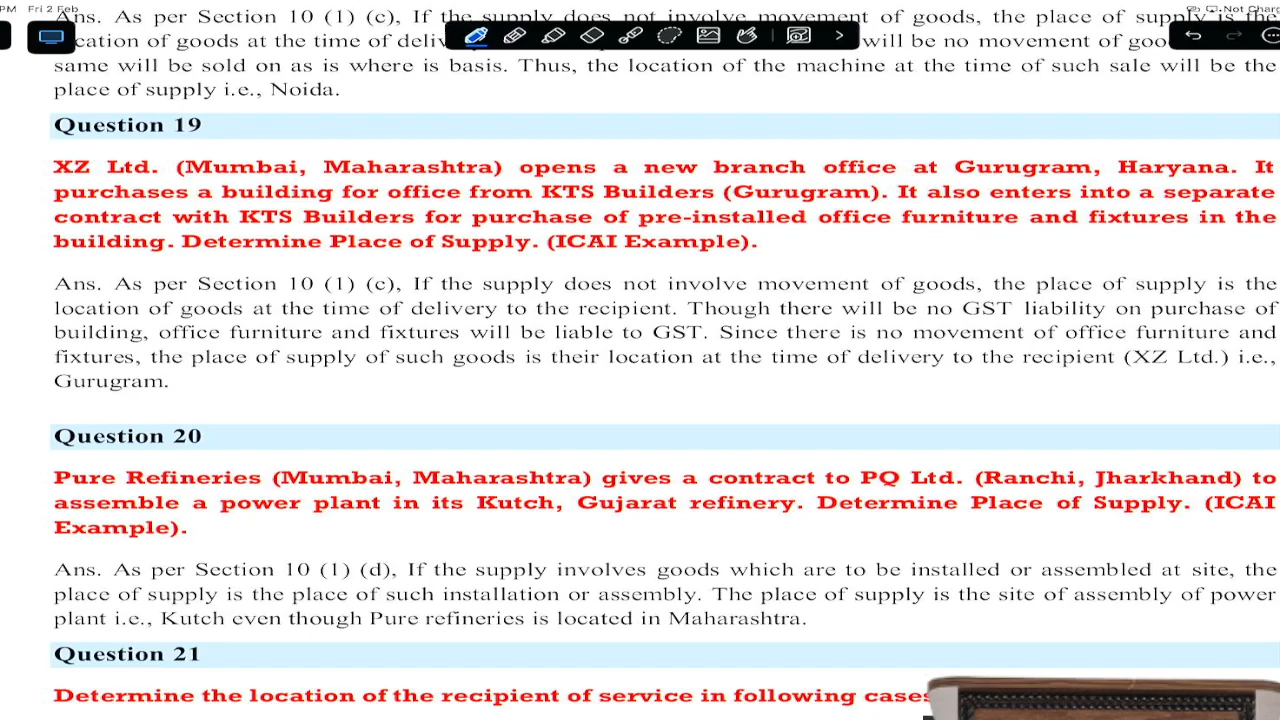 PM Fri 2 Feb
Ans. As per Section 10 (1) (c), If the supply does not involve movement of goods, the place of supply is the
location of goods at the time of will be no movement of
same will be sold on as is where is basis. Thus, the location of the machine at the time of such sale will be the
place of supply i.e., Noida.
Question 19
XZ Ltd. (Mumbai, Maharashtra) opens a new branch office at Gurugram, Haryana. It
purchases a building for office from KTS Builders (Gurugram). It also enters into a separate
contract with KTS Builders for purchase of pre-installed office furniture and fixtures in the
building. Determine Place of Supply. (ICAI Example).
Ans. As per Section 10 (1) (c), If the supply does not involve movement of goods, the place of supply is the
location of goods at the time of delivery to the recipient. Though there will be no GST liability on purchase of
building, office furniture and fixtures will be liable to GST. Since there is no movement of office furniture and
fixtures, the place of supply of such goods is their location at the time of delivery to the recipient (XZ Ltd.) i.e.,
Gurugram.
Question 20
Pure Refineries (Mumbai, Maharashtra) gives a contract to PQ Ltd. (Ranchi, Jharkhand) to
assemble a power plant in its Kutch, Gujarat refinery. Determine Place of Supply. (ICAI
Example).
Ans. As per Section 10 (1) (d), If the supply involves goods which are to be installed or assembled at site, the
place of supply is the place of such installation or assembly. The place of supply is the site of assembly of power
plant i.e., Kutch even though Pure refineries is located in Maharashtra.
Question 21
Determine the location of the recipient of service in following cases